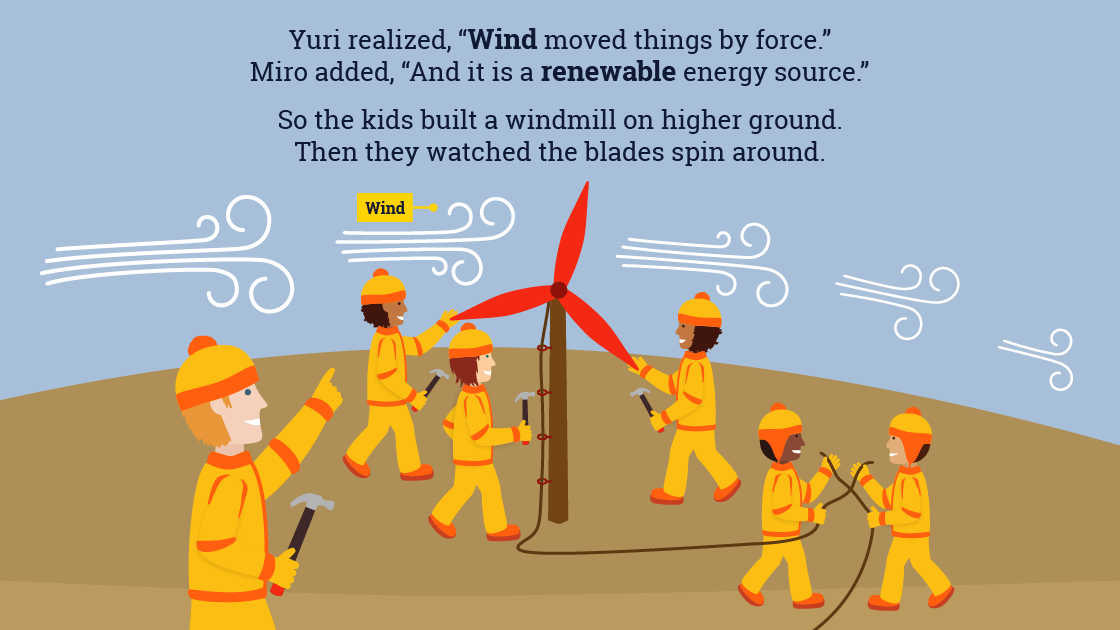 Yuri realized, “Wind moved things by force.”
Miro added, “And it is a renewable energy source.”
So the kids built a windmill on higher ground.
Then they watched the blades spin around.
Wind